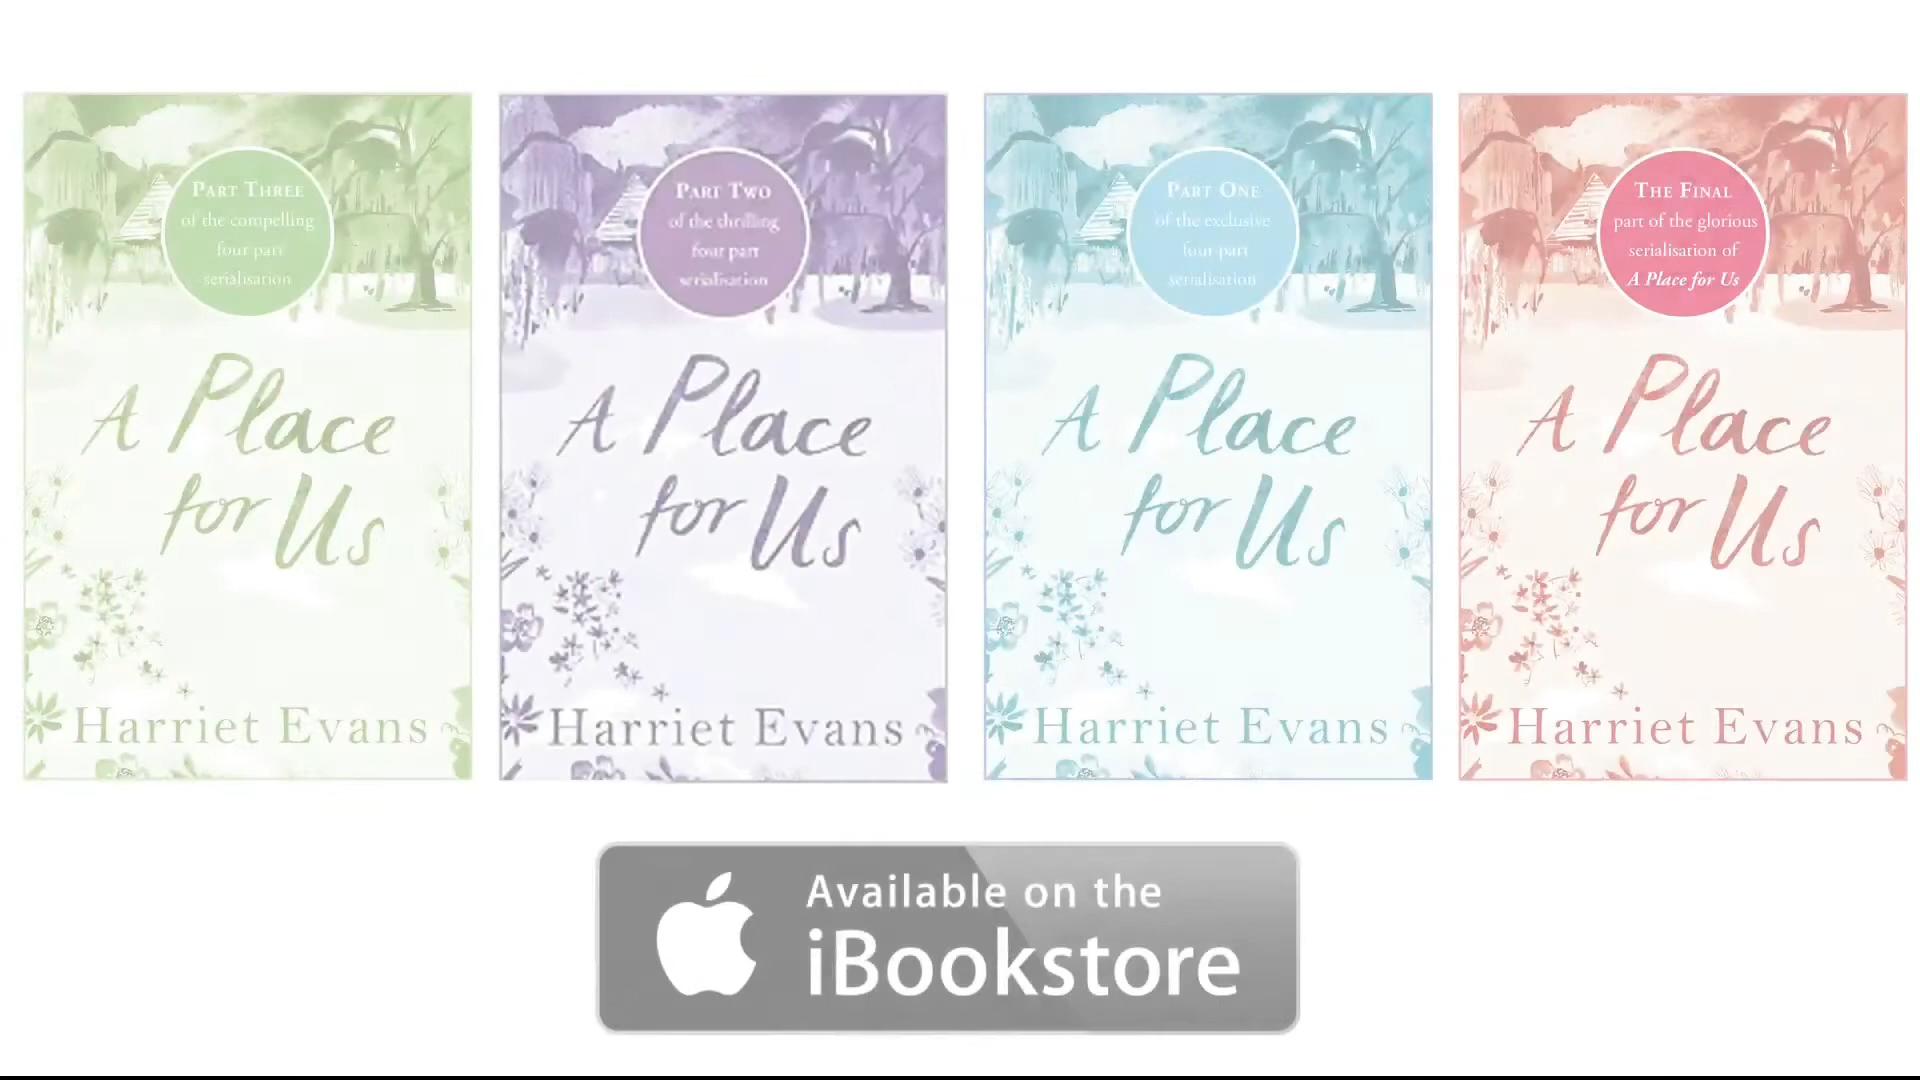 PART THREE
of the compelling
four part
serialisation
A Place
for Us
Harriet Evans
PART TWO
of the thrilling
four part
serialisation
A Place
for Us
Harriet Evans
PART ONE
of the exclusive
four part
serialisation
A Place
for Us
Harriet Evans
THE FINAL
part of the glorious
serialisation of
A Place for Us
A Place
for Us
Harriet Evans
Available on the
iBookstore